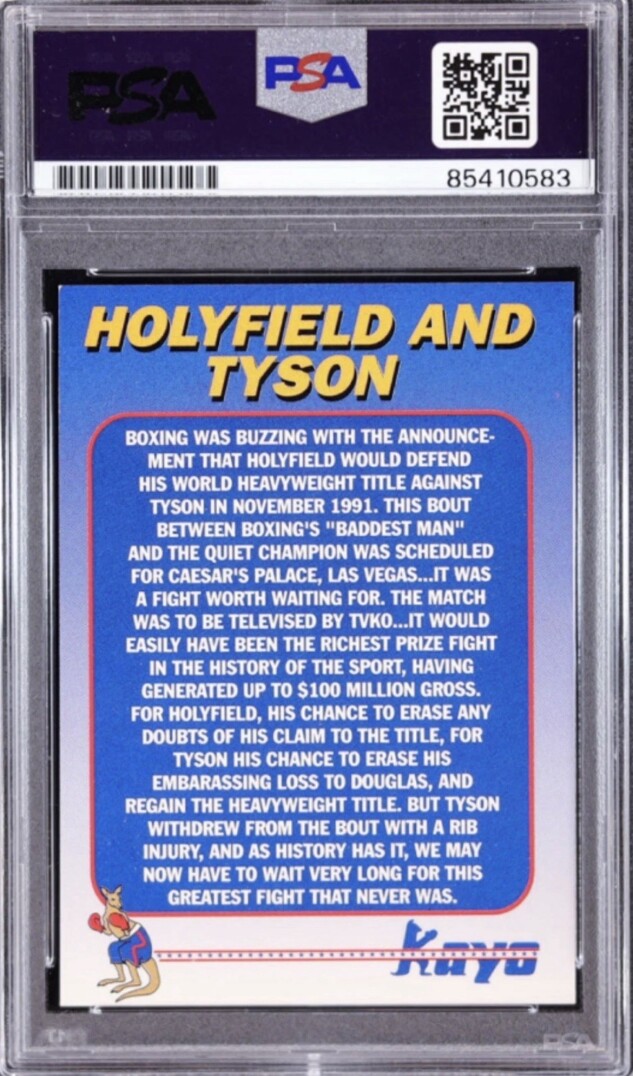 PSA
PSA
85410583
HOLYFIELD AND
TYSON
BOXING WAS BUZZING WITH THE ANNOUNCE-
MENT THAT HOLYFIELD WOULD DEFEND
HIS WORLD HEAVYWEIGHT TITLE AGAINST
TYSON IN NOVEMBER 1991. THIS BOUT
BETWEEN BOXING'S "BADDEST MAN"
AND THE QUIET CHAMPION WAS SCHEDULED
FOR CAESAR'S PALACE, LAS VEGAS...IT WAS
A FIGHT WORTH WAITING FOR. THE MATCH
WAS TO BE TELEVISED BY TVKO...IT WOULD
EASILY HAVE BEEN THE RICHEST PRIZE FIGHT
IN THE HISTORY OF THE SPORT, HAVING
GENERATED UP TO $100 MILLION GROSS.
FOR HOLYFIELD, HIS CHANCE TO ERASE ANY
DOUBTS OF HIS CLAIM TO THE TITLE, FOR
TYSON HIS CHANCE TO ERASE HIS
EMBARASSING LOSS TO DOUGLAS, AND
REGAIN THE HEAVYWEIGHT TITLE. BUT TYSON
WITHDREW FROM THE BOUT WITH A RIB
INJURY, AND AS HISTORY HAS IT, WE MAY
NOW HAVE TO WAIT VERY LONG FOR THIS
GREATEST FIGHT THAT NEVER WAS.
Kayo
PSA